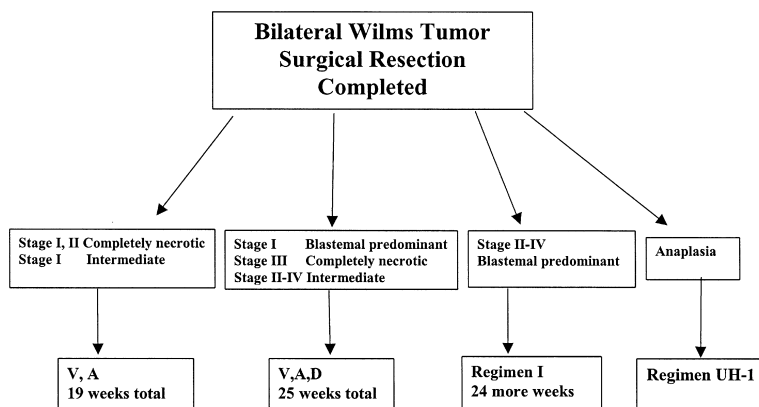 Bilateral Wilms Tumor
Surgical Resection
Completed
Stage I, II Completely necrotic
Stage I Intermediate
Stage I Blastemal predominant
Stage III Completely necrotic
Stage II-IV Intermediate
Stage II-IV
Blastemal predominant
Anaplasia
V, A
19 weeks total
V,A,D
25 weeks total
Regimen I
24 more weeks
Regimen UH-1